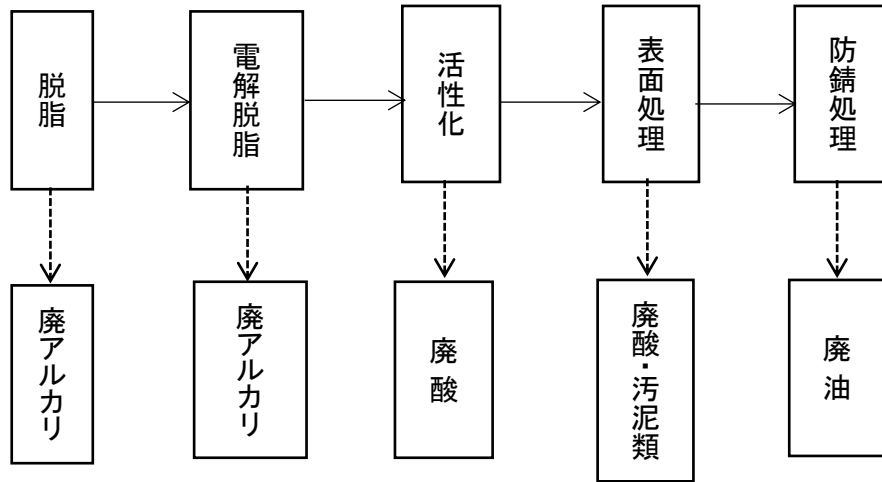 脱脂
電解脱脂
活性化
表面処理
防錆処理
廃アルカリ
廃アルカリ
廃酸
廃酸・汚泥類
廃油